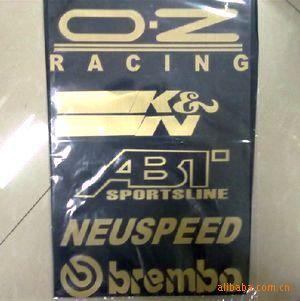 O·Z
RACING
K&N
ABT
SPORTSLINE
NEUSPEED
brembo
alibaba.com.cn